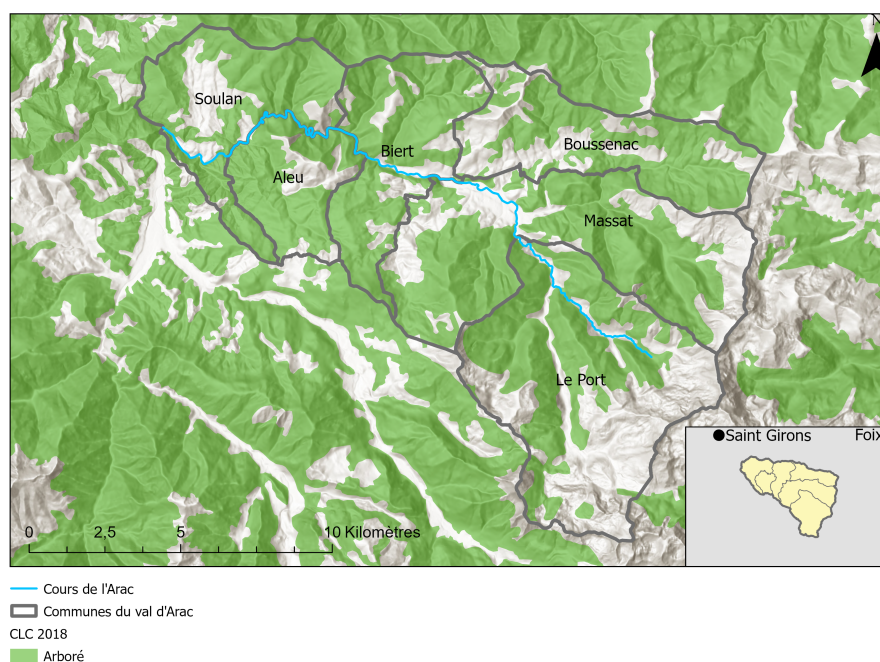 N
Soulan
Biert
Boussenac
Aleu
Massat
Le Port
Saint Girons
Foix
0 2,5 5 10 Kilomètres
Cours de l'Arac
Communes du val d'Arac
CLC 2018
Arboré